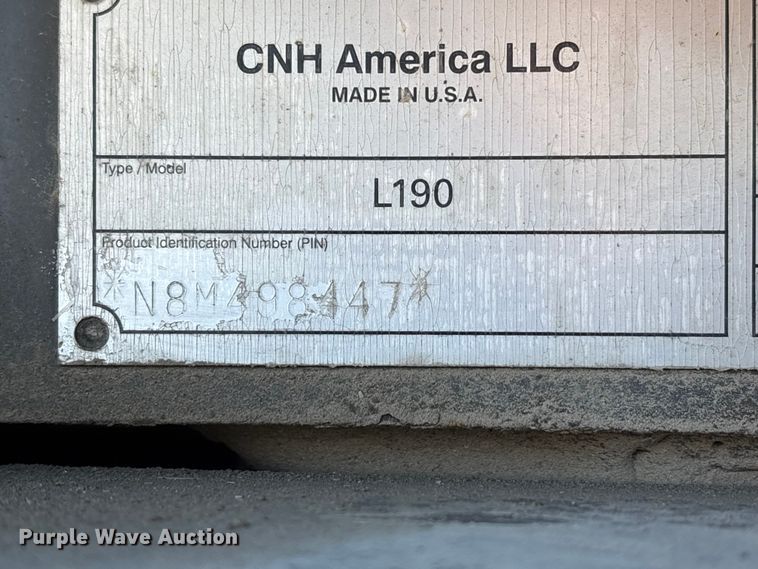 CNH America LLC
MADE IN U.S.A.
Type / Model
L190
Product Identification Number (PIN)
*N8M498447*
Purple Wave Auction